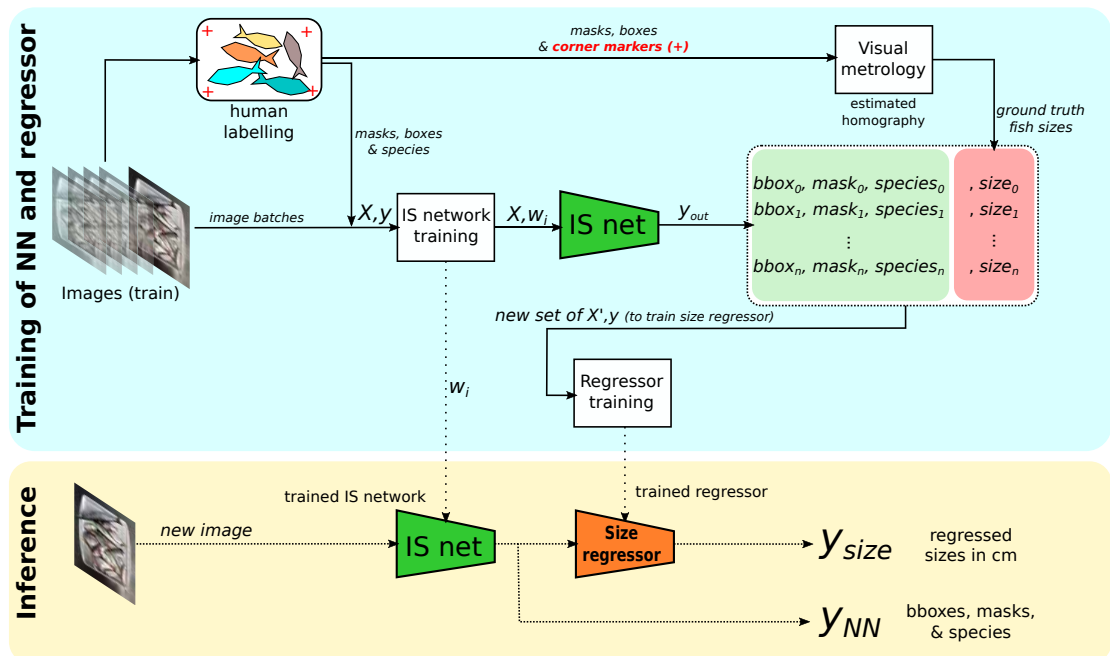 Training of NN and regressor
masks, boxes
& corner markers (+)
+ +
+ +
human
labelling
Visual
metrology
estimated
homography
ground truth
fish sizes
masks, boxes
& species
Images (train)
image batches
X,y
IS network
training
X,wᵢ
IS net
yₒᵤₜ
bbox₀, mask₀, species₀ , size₀
bbox₁, mask₁, species₁ , size₁
⋮ ⋮
bboxₙ, maskₙ, speciesₙ , sizeₙ
new set of X',y (to train size regressor)
Regressor
training
wᵢ
Inference
new image
trained IS network
IS net
trained regressor
Size
regressor
y_size
regressed
sizes in cm
y_NN
bboxes, masks,
& species